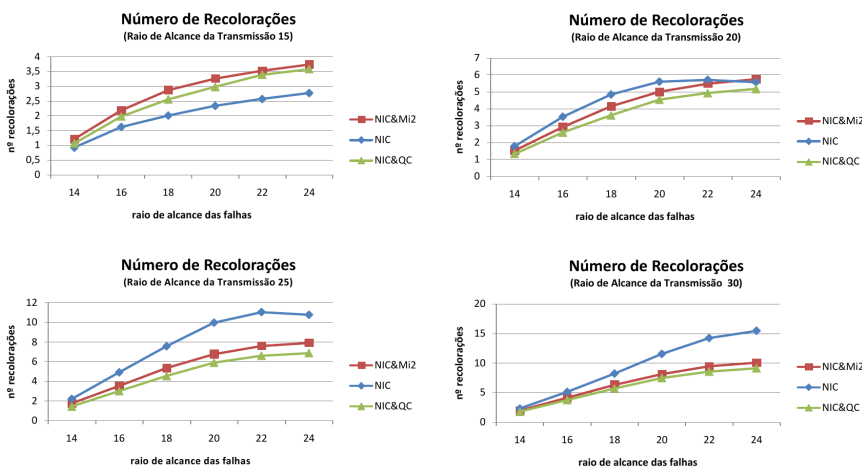 Número de Recolorações
(Raio de Alcance da Transmissão 15)
nº recolorações
4
3,5
3
2,5
2
1,5
1
0,5
0
14 16 18 20 22 24
raio de alcance das falhas
NIC&Mi2
NIC
NIC&QC
Número de Recolorações
(Raio de Alcance da Transmissão 20)
nº recolorações
7
6
5
4
3
2
1
0
14 16 18 20 22 24
raio de alcance das falhas
NIC&Mi2
NIC
NIC&QC
Número de Recolorações
(Raio de Alcance da Transmissão 25)
nº recolorações
12
10
8
6
4
2
0
14 16 18 20 22 24
raio de alcance das falhas
NIC&Mi2
NIC
NIC&QC
Número de Recolorações
(Raio de Alcance da Transmissão 30)
nº recolorações
20
15
10
5
0
14 16 18 20 22 24
raio de alcance das falhas
NIC&Mi2
NIC
NIC&QC